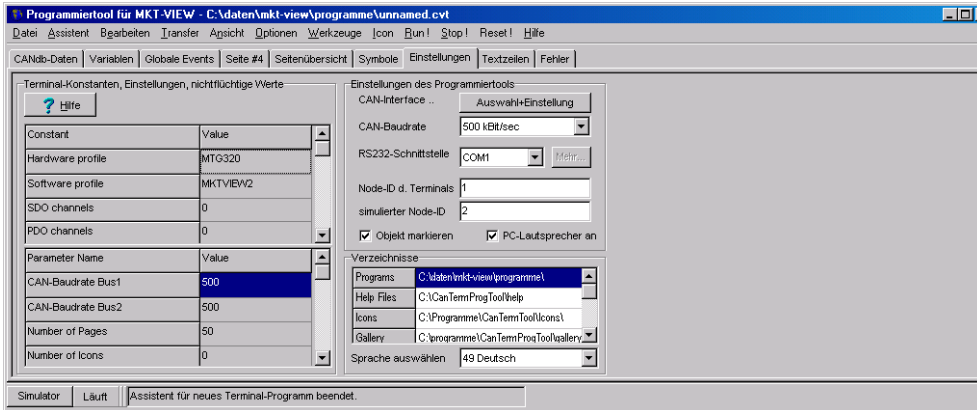 Programmiertool für MKT-VIEW - C:\daten\mkt-view\programme\unnamed.cvt
Datei Assistent Bearbeiten Transfer Ansicht Optionen Werkzeuge Icon Run! Stop! Reset! Hilfe
CANdb-Daten Variablen Globale Events Seite #4 Seitenübersicht Symbole Einstellungen Textzeilen Fehler
Terminal-Konstanten, Einstellungen, nichtflüchtige Werte
? Hilfe
Constant Value
Hardware profile MTG320
Software profile MKTVIEW2
SDO channels 0
PDO channels 0
Parameter Name Value
CAN-Baudrate Bus1 500
CAN-Baudrate Bus2 500
Number of Pages 50
Number of Icons 0
Einstellungen des Programmiertools
CAN-Interface .. Auswahl+Einstellung
CAN-Baudrate 500 kBit/sec
RS232-Schnittstelle COM1 Mehr...
Node-ID d. Terminals 1
simulierter Node-ID 2
Objekt markieren PC-Lautsprecher an
Verzeichnisse
Programs C:\daten\mkt-view\programme\
Help Files C:\CanTermProgTool\help
Icons C:\Programme\CanTermTool\Icons\
Gallery C:\programme\CanTermProgTool\gallery
Sprache auswählen 49 Deutsch
Simulator Läuft Assistent für neues Terminal-Programm beendet.